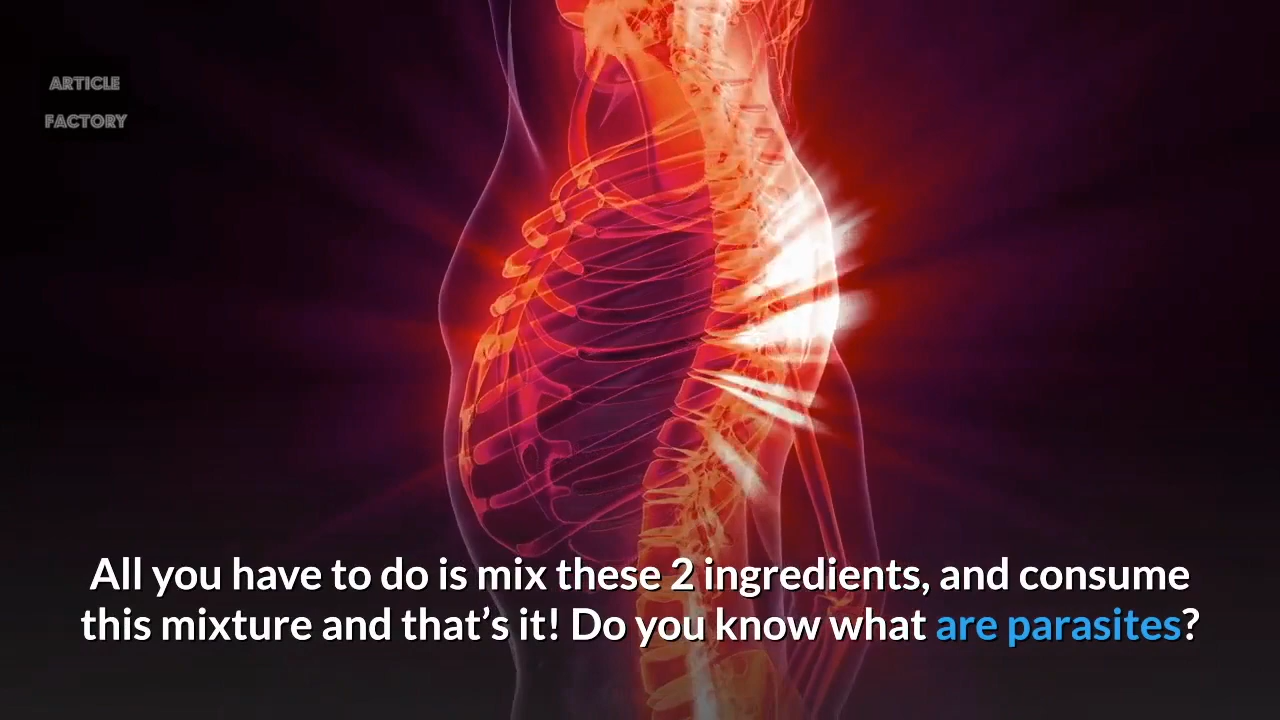 ARTICLE
FACTORY
All you have to do is mix these 2 ingredients, and consume
this mixture and that’s it! Do you know what are parasites?